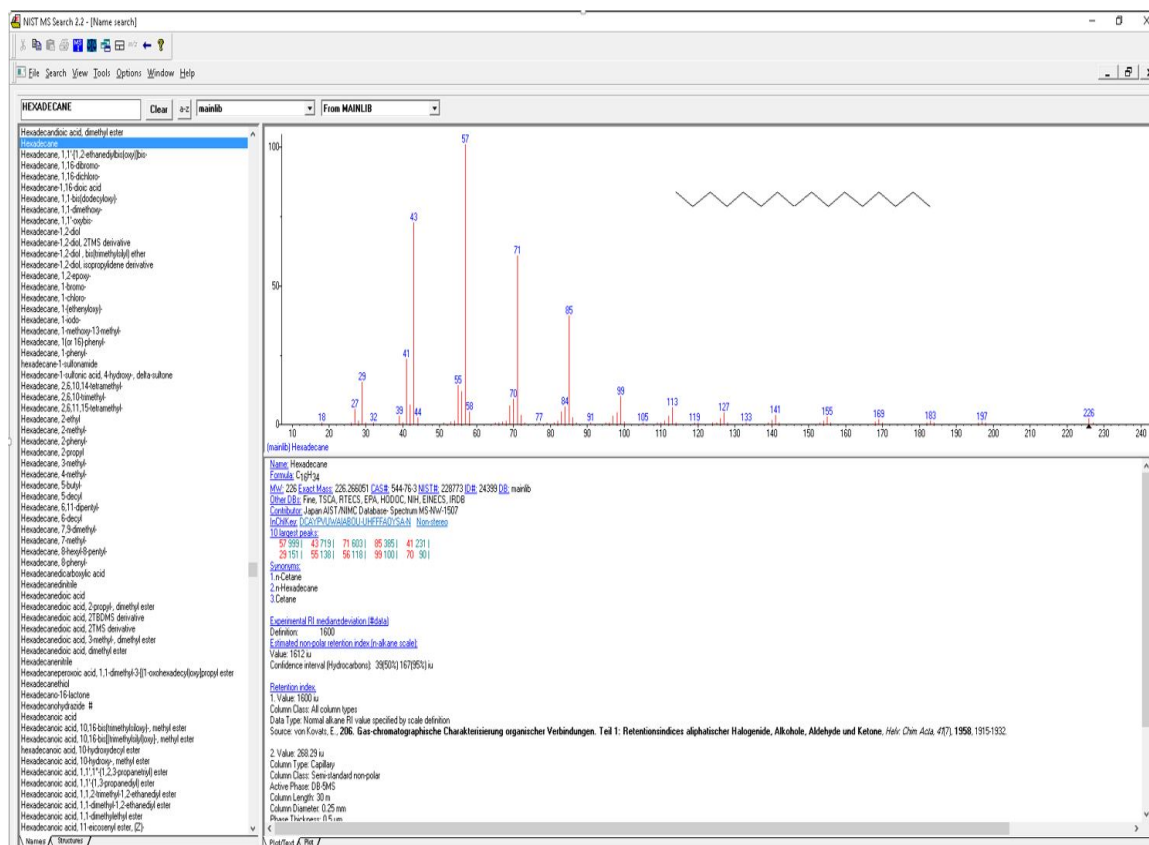 NIST MS Search 2.2 - [Name search]
File Search View Tools Options Window Help
HEXADECANE Clear a-z mainlib From MAINLIB
Hexadecandioic acid, dimethyl ester
Hexadecane
Hexadecane, 1,1'-[1,2-ethanediylbis(oxy)]bis-
Hexadecane, 1,16-dibromo-
Hexadecane, 1,16-dichloro-
Hexadecane-1,16-dioic acid
Hexadecane, 1,1-bis(dodecyloxy)-
Hexadecane, 1,1-dimethoxy-
Hexadecane, 1,1'-oxybis-
Hexadecane-1,2-diol
Hexadecane-1,2-diol, 2TMS derivative
Hexadecane-1,2-diol , bis(trimethylsilyl) ether
Hexadecane-1,2-diol, isopropylidene derivative
Hexadecane, 1,2-epoxy-
Hexadecane, 1-bromo-
Hexadecane, 1-chloro-
Hexadecane, 1-(ethenyloxy)-
Hexadecane, 1-iodo-
Hexadecane, 1-methoxy-13-methyl-
Hexadecane, 1(or 16)-phenyl-
Hexadecane, 1-phenyl-
hexadecane-1-sulfonamide
Hexadecane-1-sulfonic acid, 4-hydroxy-, delta-sultone
Hexadecane, 2,6,10,14-tetramethyl-
Hexadecane, 2,6,10-trimethyl-
Hexadecane, 2,6,11,15-tetramethyl-
Hexadecane, 2-ethyl
Hexadecane, 2-methyl-
Hexadecane, 2-phenyl-
Hexadecane, 2-propyl
Hexadecane, 3-methyl-
Hexadecane, 4-methyl-
Hexadecane, 5-butyl-
Hexadecane, 5-decyl
Hexadecane, 6,11-dipentyl-
Hexadecane, 6-decyl
Hexadecane, 7,9-dimethyl-
Hexadecane, 7-methyl-
Hexadecane, 8-hexyl-8-pentyl-
Hexadecane, 8-phenyl-
Hexadecanedicarboxylic acid
Hexadecanedinitrile
Hexadecanedioic acid
Hexadecanedioic acid, 2-propyl-, dimethyl ester
Hexadecanedioic acid, 2TBDMS derivative
Hexadecanedioic acid, 2TMS derivative
Hexadecanedioic acid, 3-methyl-, dimethyl ester
Hexadecanedioic acid, dimethyl ester
Hexadecanenitrile
Hexadecaneperoxoic acid, 1,1-dimethyl-3-[(1-oxohexadecyl)oxy]propyl ester
Hexadecanethiol
Hexadecano-16-lactone
Hexadecanohydrazide #
Hexadecanoic acid
Hexadecanoic acid, 10,16-bis(trimethylsiloxy)-, methyl ester
Hexadecanoic acid, 10,16-bis[(trimethylsilyl)oxy]-, methyl ester
hexadecanoic acid, 10-hydroxydecyl ester
Hexadecanoic acid, 10-hydroxy-, methyl ester
Hexadecanoic acid, 1,1',1''-(1,2,3-propanetriyl) ester
Hexadecanoic acid, 1,1'-(1,3-propanediyl) ester
Hexadecanoic acid, 1,1,2-trimethyl-1,2-ethanediyl ester
Hexadecanoic acid, 1,1-dimethyl-1,2-ethanediyl ester
Hexadecanoic acid, 1,1-dimethylethyl ester
Hexadecanoic acid, 11-eicosenyl ester, (Z)-
Names Structures
100
50
0
57
43
71
85
41
29 55 70 84 99
27 39 44 58 113 127 141 155 169 183 197 226
18 32 77 91 105 119 133
10 20 30 40 50 60 70 80 90 100 110 120 130 140 150 160 170 180 190 200 210 220 230 240
(mainlib) Hexadecane
Name: Hexadecane
Formula: C16H34
MW: 226 Exact Mass: 226.266051 CAS#: 544-76-3 NIST#: 228773 ID#: 24399 DB: mainlib
Other DBs: Fine, TSCA, RTECS, EPA, HODOC, NIH, EINECS, IRDB
Contributor: Japan AIST/NIMC Database- Spectrum MS-NW-1507
InChIKey: DCAYPVUWAIABOU-UHFFFAOYSA-N Non-stereo
10 largest peaks:
57 999 | 43 719 | 71 603 | 85 385 | 41 231 |
29 151 | 55 138 | 56 118 | 99 100 | 70 90 |
Synonyms:
1.n-Cetane
2.n-Hexadecane
3.Cetane
Experimental RI median±deviation (#data)
Definition: 1600
Estimated non-polar retention index (n-alkane scale):
Value: 1612 iu
Confidence interval (Hydrocarbons): 39(50%) 167(95%) iu
Retention index.
1. Value: 1600 iu
Column Class: All column types
Data Type: Normal alkane RI value specified by scale definition
Source: von Kovats, E., 206. Gas-chromatographische Charakterisierung organischer Verbindungen. Teil 1: Retentionsindices aliphatischer Halogenide, Alkohole, Aldehyde und Ketone, Helv. Chim. Acta, 41(7), 1958, 1915-1932.
2. Value: 268.29 iu
Column Type: Capillary
Column Class: Semi-standard non-polar
Active Phase: DB-5MS
Column Length: 30 m
Column Diameter: 0.25 mm
Phase Thickness: 0.5 um
Plot/Text Plot